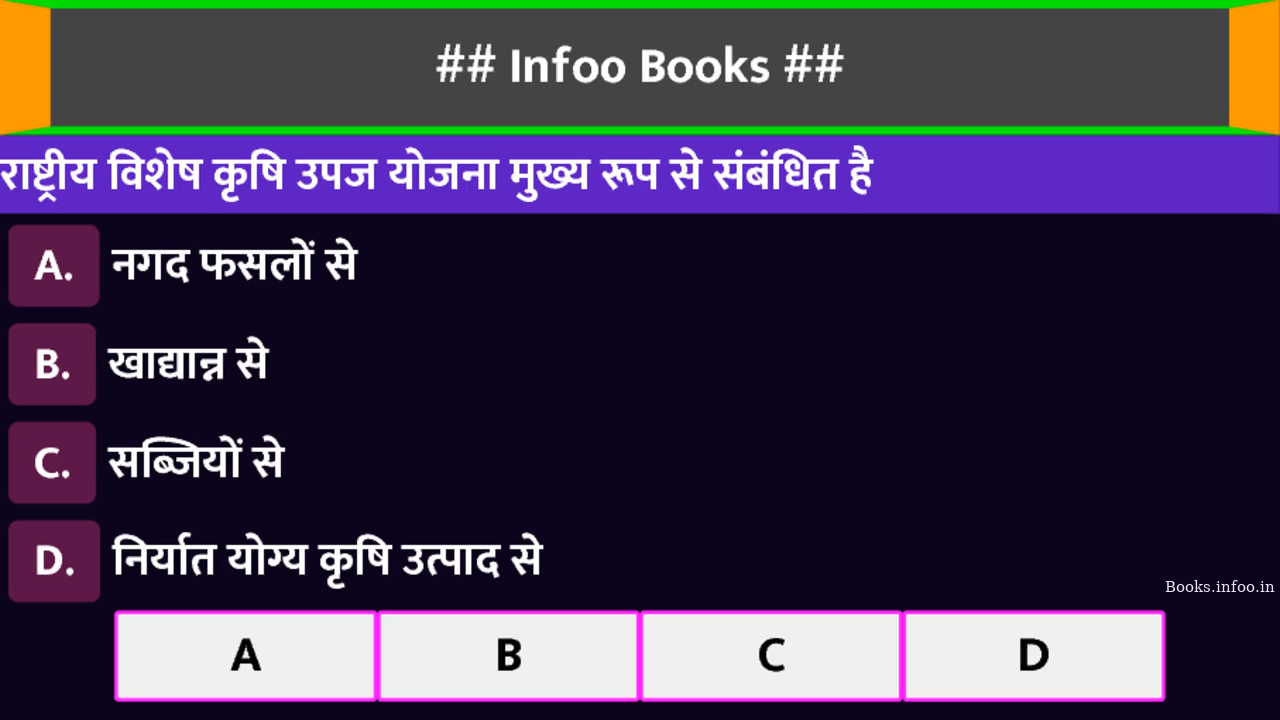 ## Infoo Books ##
राष्ट्रीय विशेष कृषि उपज योजना मुख्य रूप से संबंधित है
A. नगद फसलों से
B. खाद्यान्न से
C. सब्जियों से
D. निर्यात योग्य कृषि उत्पाद से
Books.infoo.in
A B C D